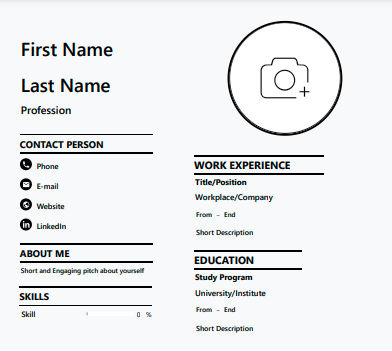 First Name
Last Name
Profession
CONTACT PERSON
Phone
E-mail
Website
LinkedIn
ABOUT ME
Short and Engaging pitch about yourself
SKILLS
Skill 0 %
WORK EXPERIENCE
Title/Position
Workplace/Company
From - End
Short Description
EDUCATION
Study Program
University/Institute
From - End
Short Description